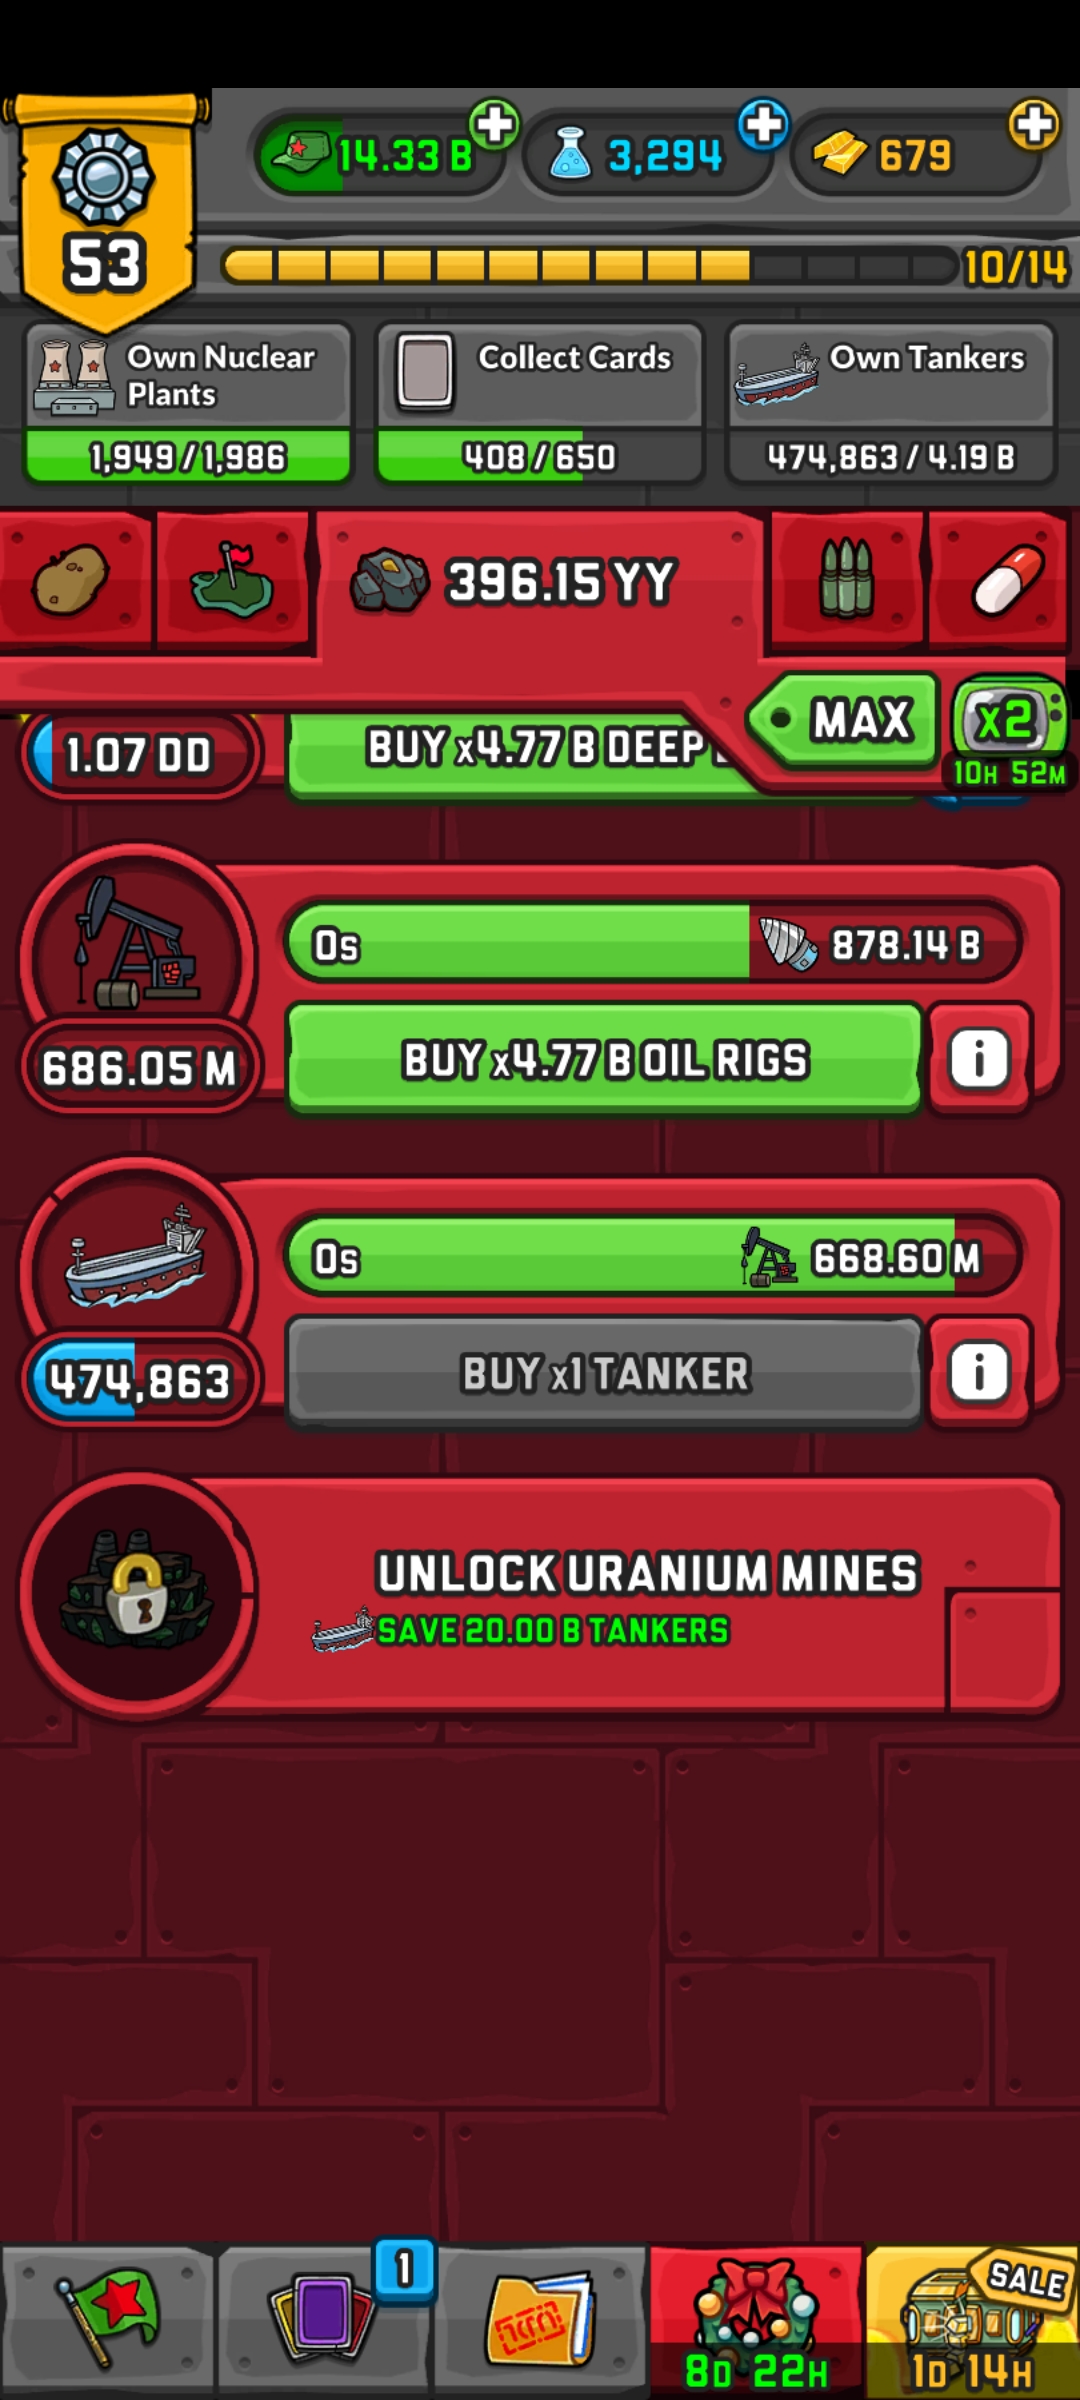 14.33 B
3,294
679
53
10/14
Own Nuclear
Plants
1,949/1,986
Collect Cards
408/650
Own Tankers
474,863/4.19 B
396.15 YY
MAX
x2
10H 52M
1.07 DD
BUY x4.77 B DEEP
0s
878.14 B
686.05 M
BUY x4.77 B OIL RIGS
i
0s
668.60 M
474,863
BUY x1 TANKER
i
UNLOCK URANIUM MINES
SAVE 20.00 B TANKERS
1
SALE
8D 22H
1D 14H